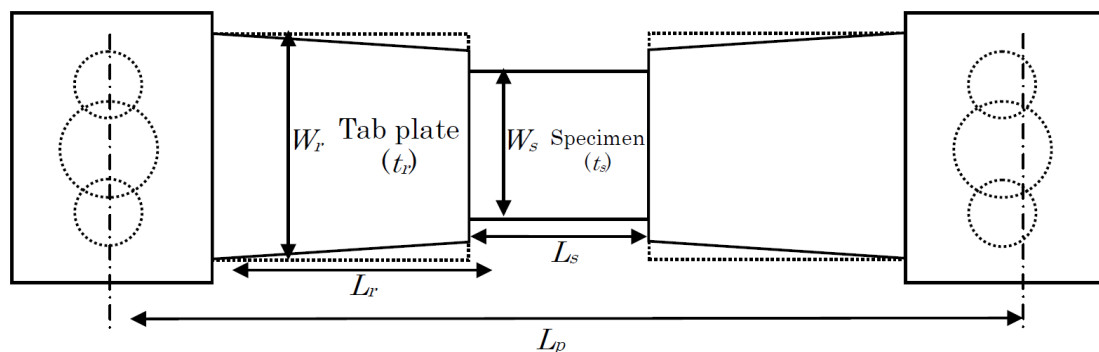 Wr
Tab plate
(tr)
Ws
Specimen
(ts)
Ls
Lr
Lp